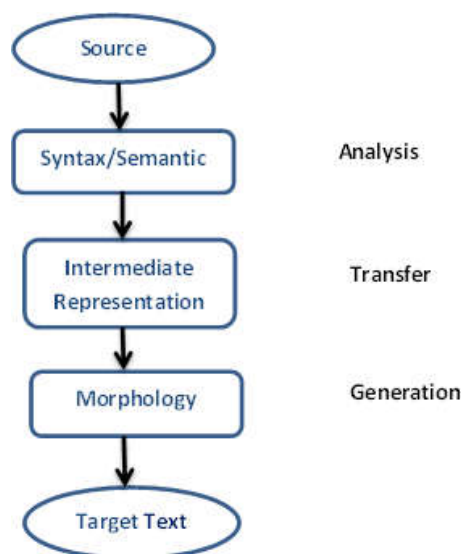 Source
Syntax/Semantic
Analysis
Intermediate
Representation
Transfer
Morphology
Generation
Target Text